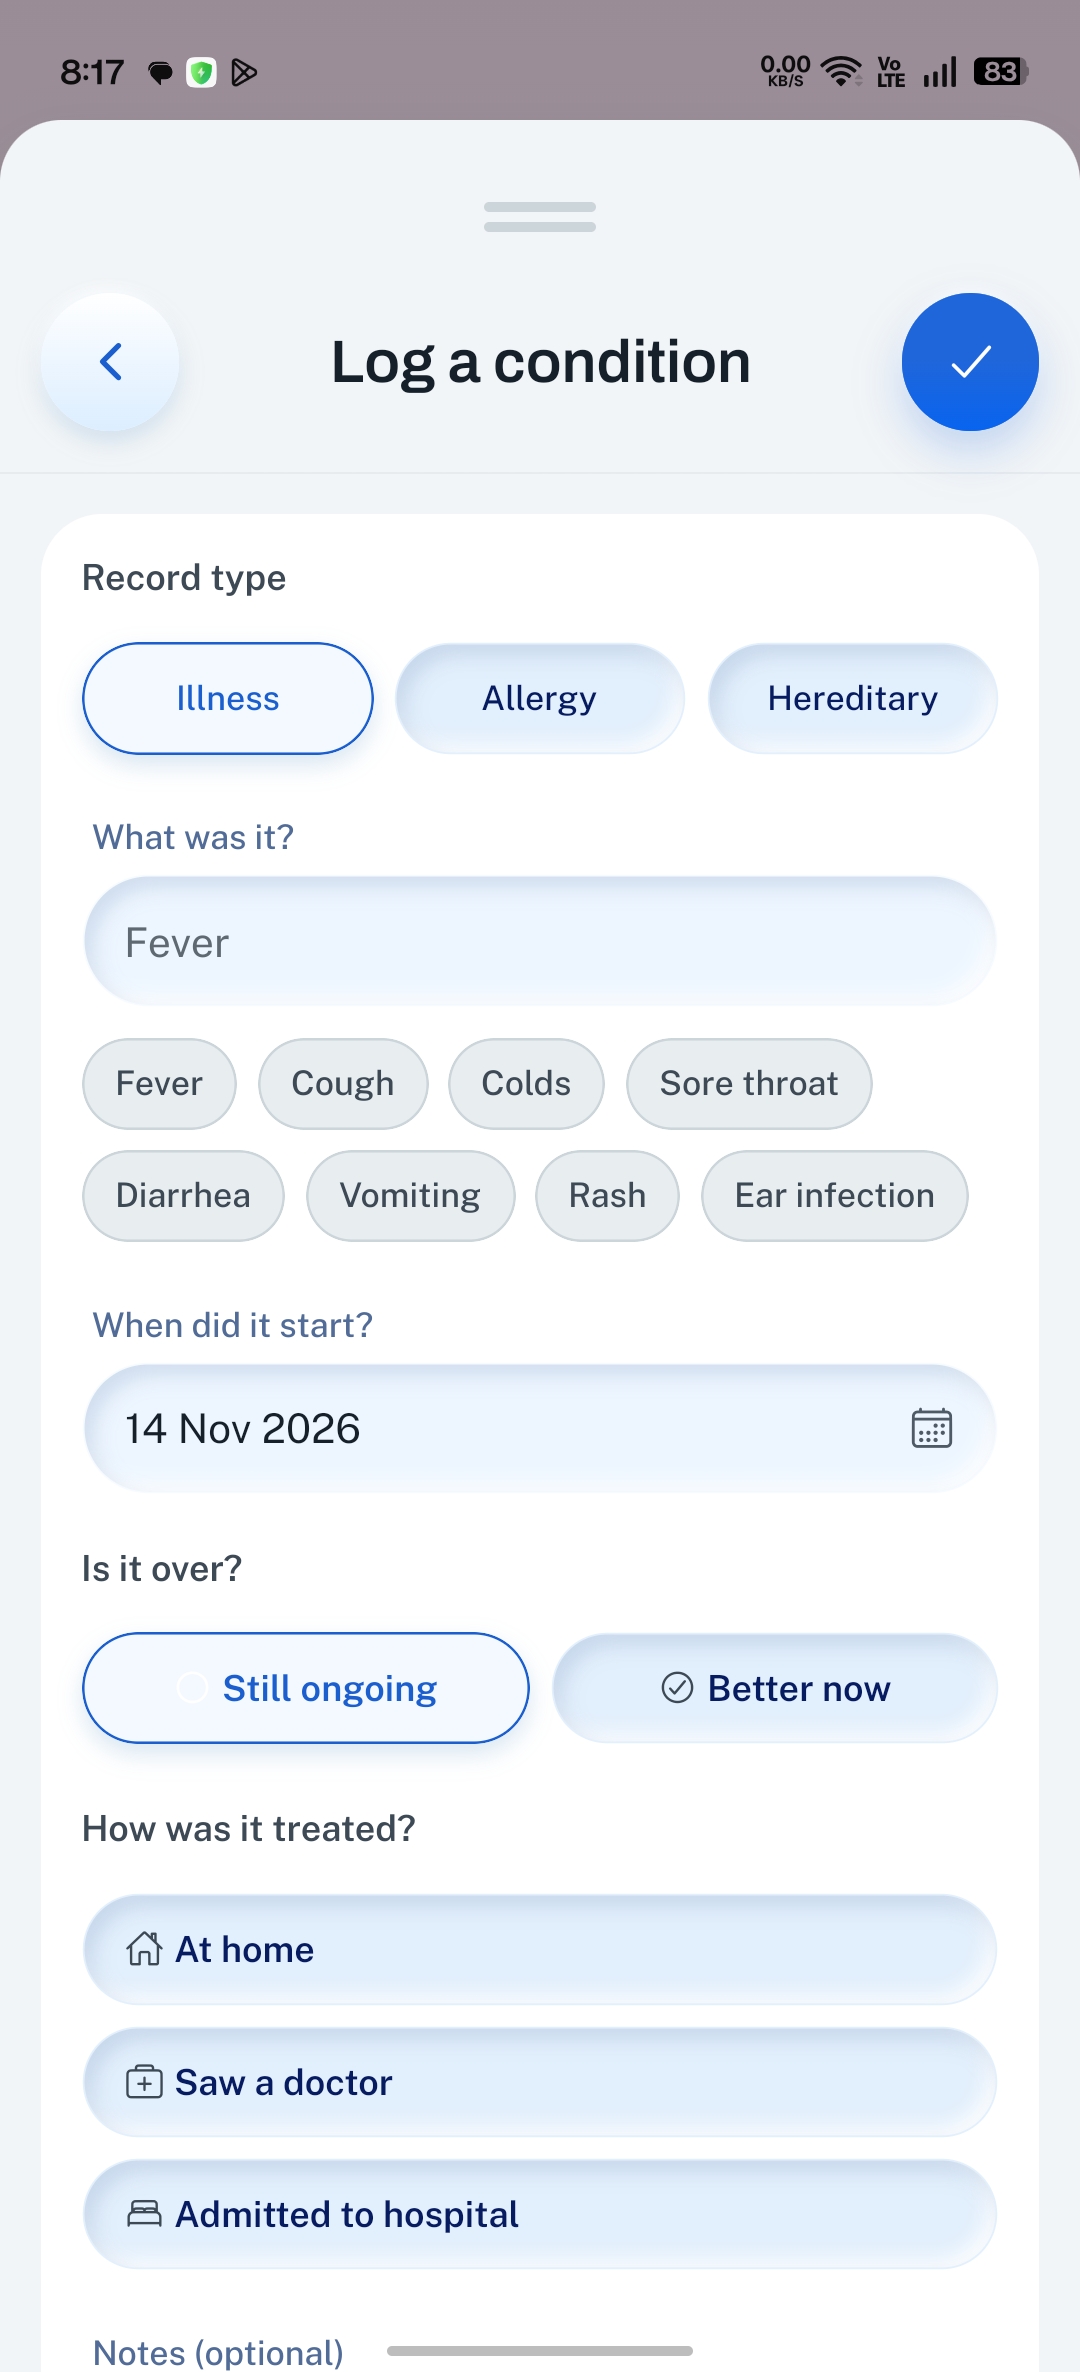 8:17
0.00
KB/S
Vo
LTE
83
Log a condition
Record type
Illness
Allergy
Hereditary
What was it?
Fever
Fever
Cough
Colds
Sore throat
Diarrhea
Vomiting
Rash
Ear infection
When did it start?
14 Nov 2026
Is it over?
Still ongoing
Better now
How was it treated?
At home
Saw a doctor
Admitted to hospital
Notes (optional)